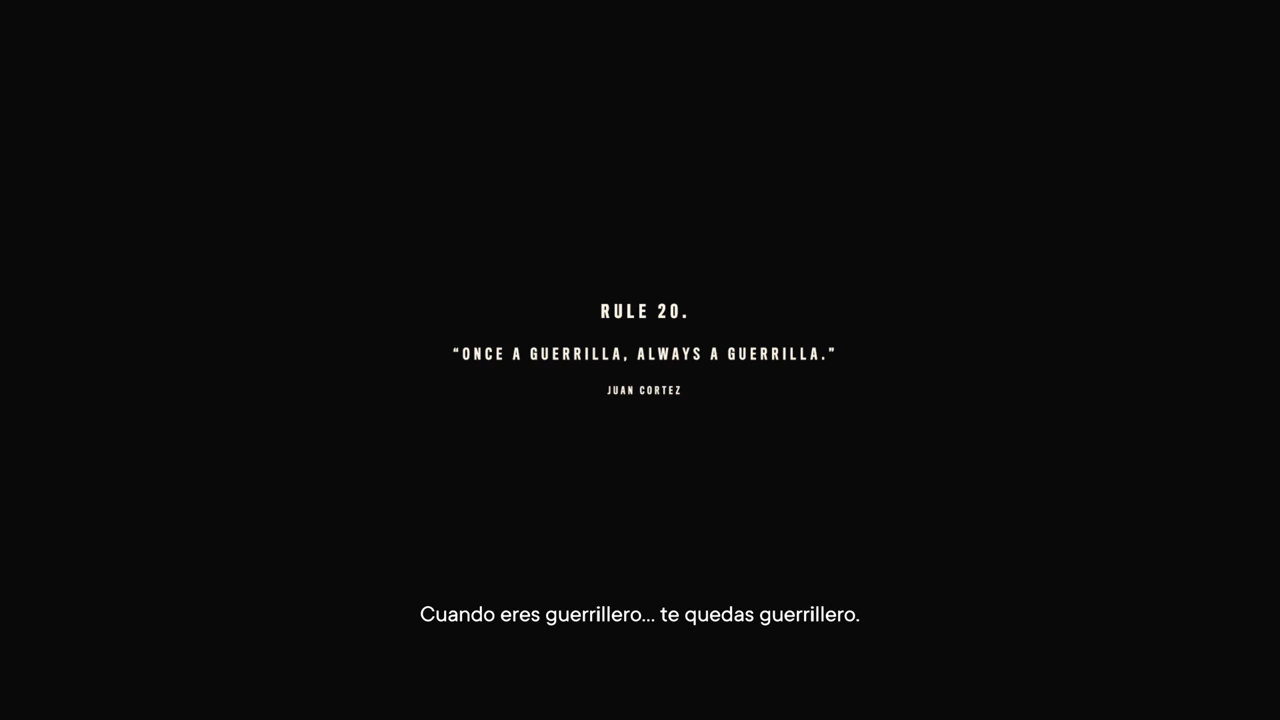 RULE 20.
“ONCE A GUERRILLA, ALWAYS A GUERRILLA.”
JUAN CORTEZ
Cuando eres guerrillero... te quedas guerrillero.